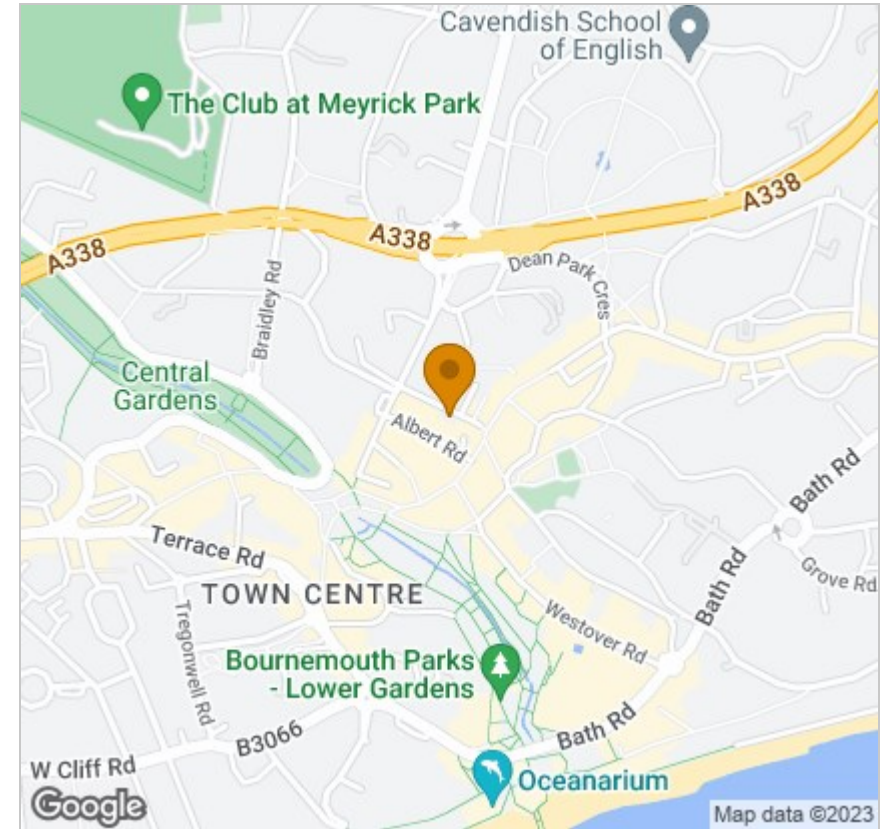 Cavendish School
of English
The Club at Meyrick Park
A338
A338
A338
Dean Park Cres
Braidley Rd
Central
Gardens
Albert Rd
Bath Rd
Terrace Rd
Grove Rd
TOWN CENTRE
Bath Rd
Tregonwell Rd
Westover Rd
Bournemouth Parks
- Lower Gardens
B3066
Bath Rd
W Cliff Rd
Oceanarium
Google
Map data ©2023